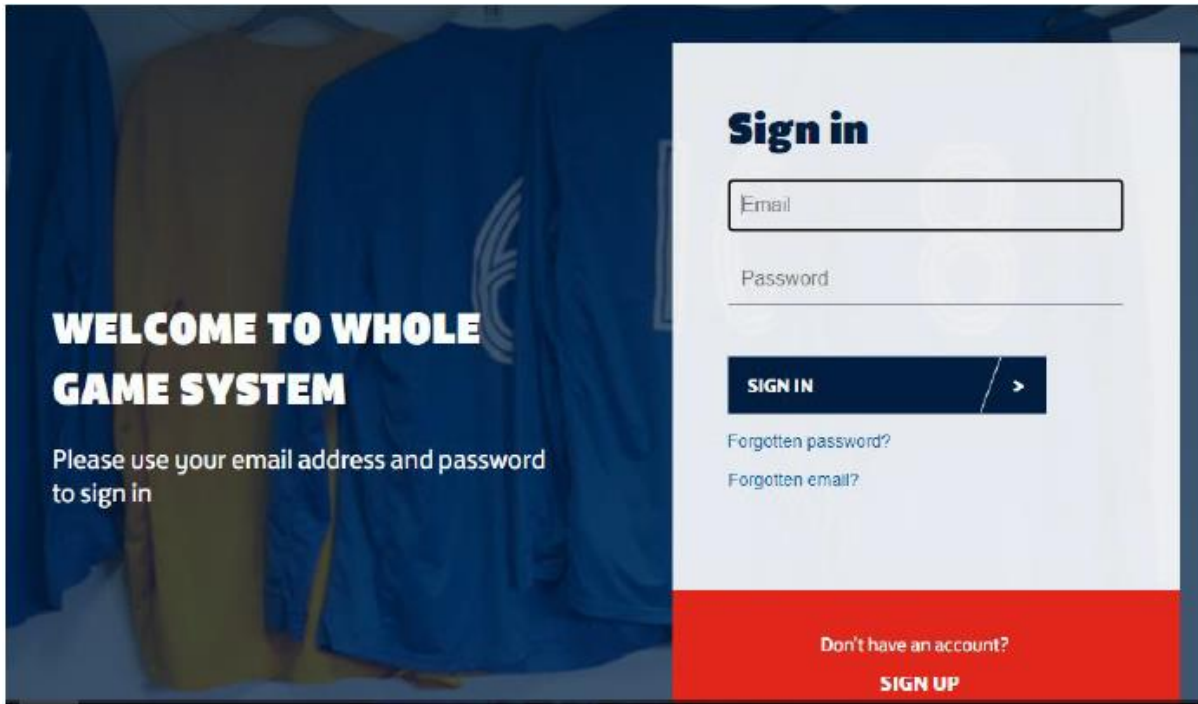 WELCOME TO WHOLE
GAME SYSTEM
Please use your email address and password
to sign in
Sign in
Email
Password
SIGN IN >
Forgotten password?
Forgotten email?
Don't have an account?
SIGN UP